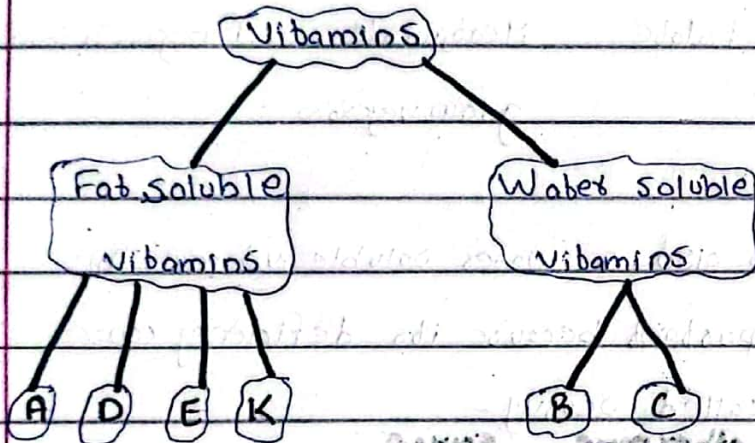 Vitamins
Fat soluble
vitamins
Water soluble
vitamins
A D E K
B C